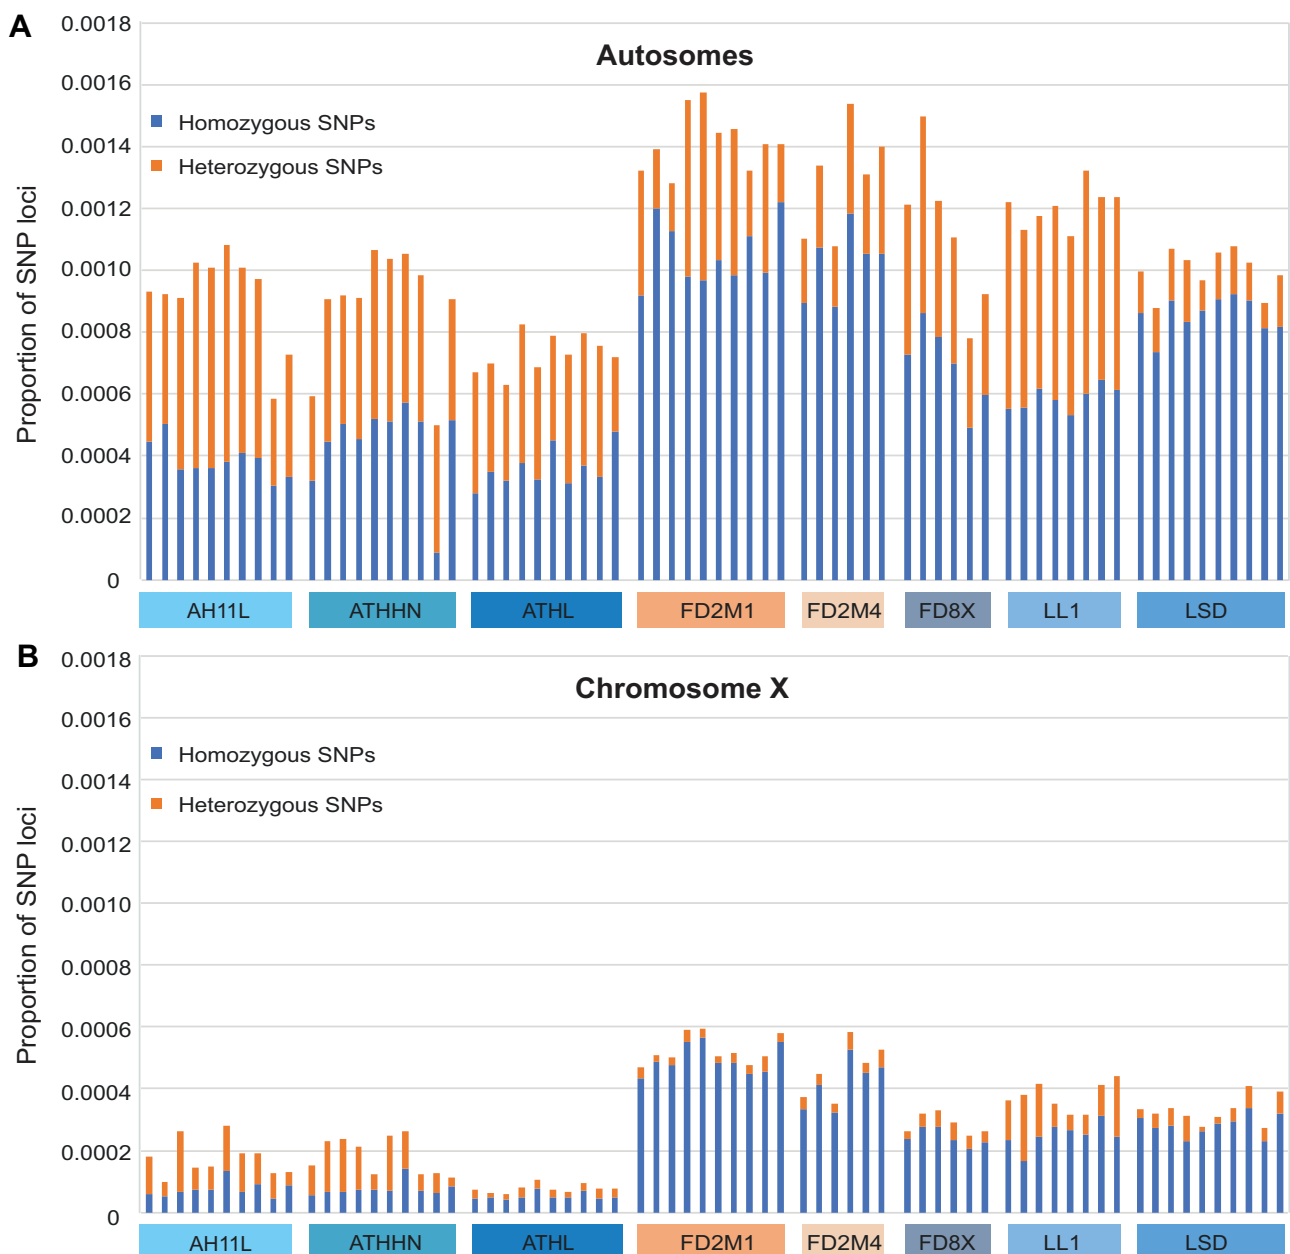 A
Autosomes
Homozygous SNPs
Heterozygous SNPs
Proportion of SNP loci
0.0018
0.0016
0.0014
0.0012
0.0010
0.0008
0.0006
0.0004
0.0002
0
AH11L ATHHN ATHL FD2M1 FD2M4 FD8X LL1 LSD
B
Chromosome X
Homozygous SNPs
Heterozygous SNPs
Proportion of SNP loci
0.0018
0.0016
0.0014
0.0012
0.0010
0.0008
0.0006
0.0004
0.0002
0
AH11L ATHHN ATHL FD2M1 FD2M4 FD8X LL1 LSD